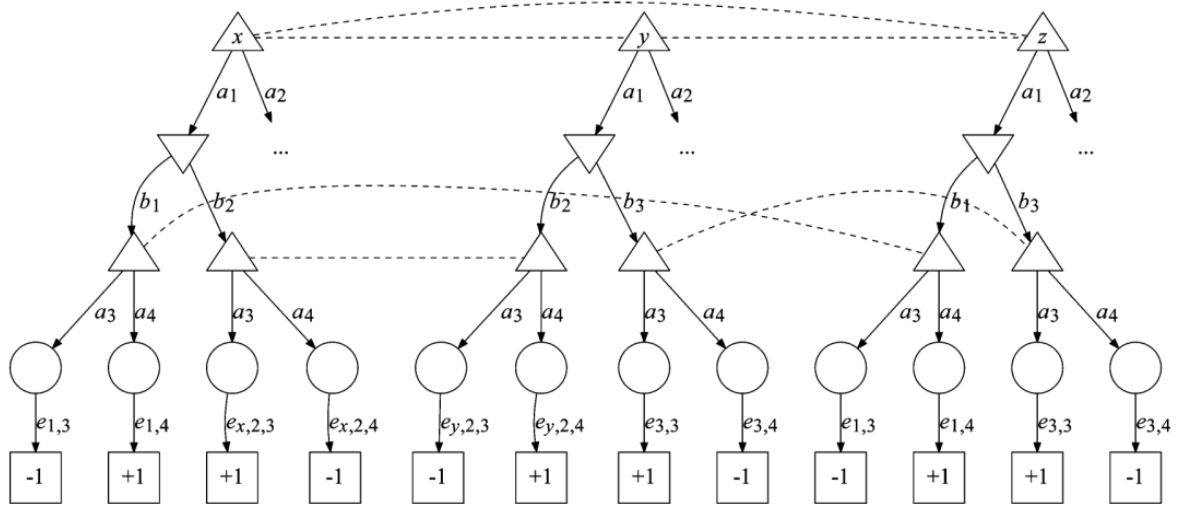 x y z
a1 a2 a1 a2 a1 a2
... ... ...
b1 b2 b2 b3 b1 b3
a3 a4 a3 a4 a3 a4 a3 a4 a3 a4 a3 a4
e1,3 e1,4 ex,2,3 ex,2,4 ey,2,3 ey,2,4 e3,3 e3,4 e1,3 e1,4 e3,3 e3,4
-1 +1 +1 -1 -1 +1 +1 -1 -1 +1 +1 -1